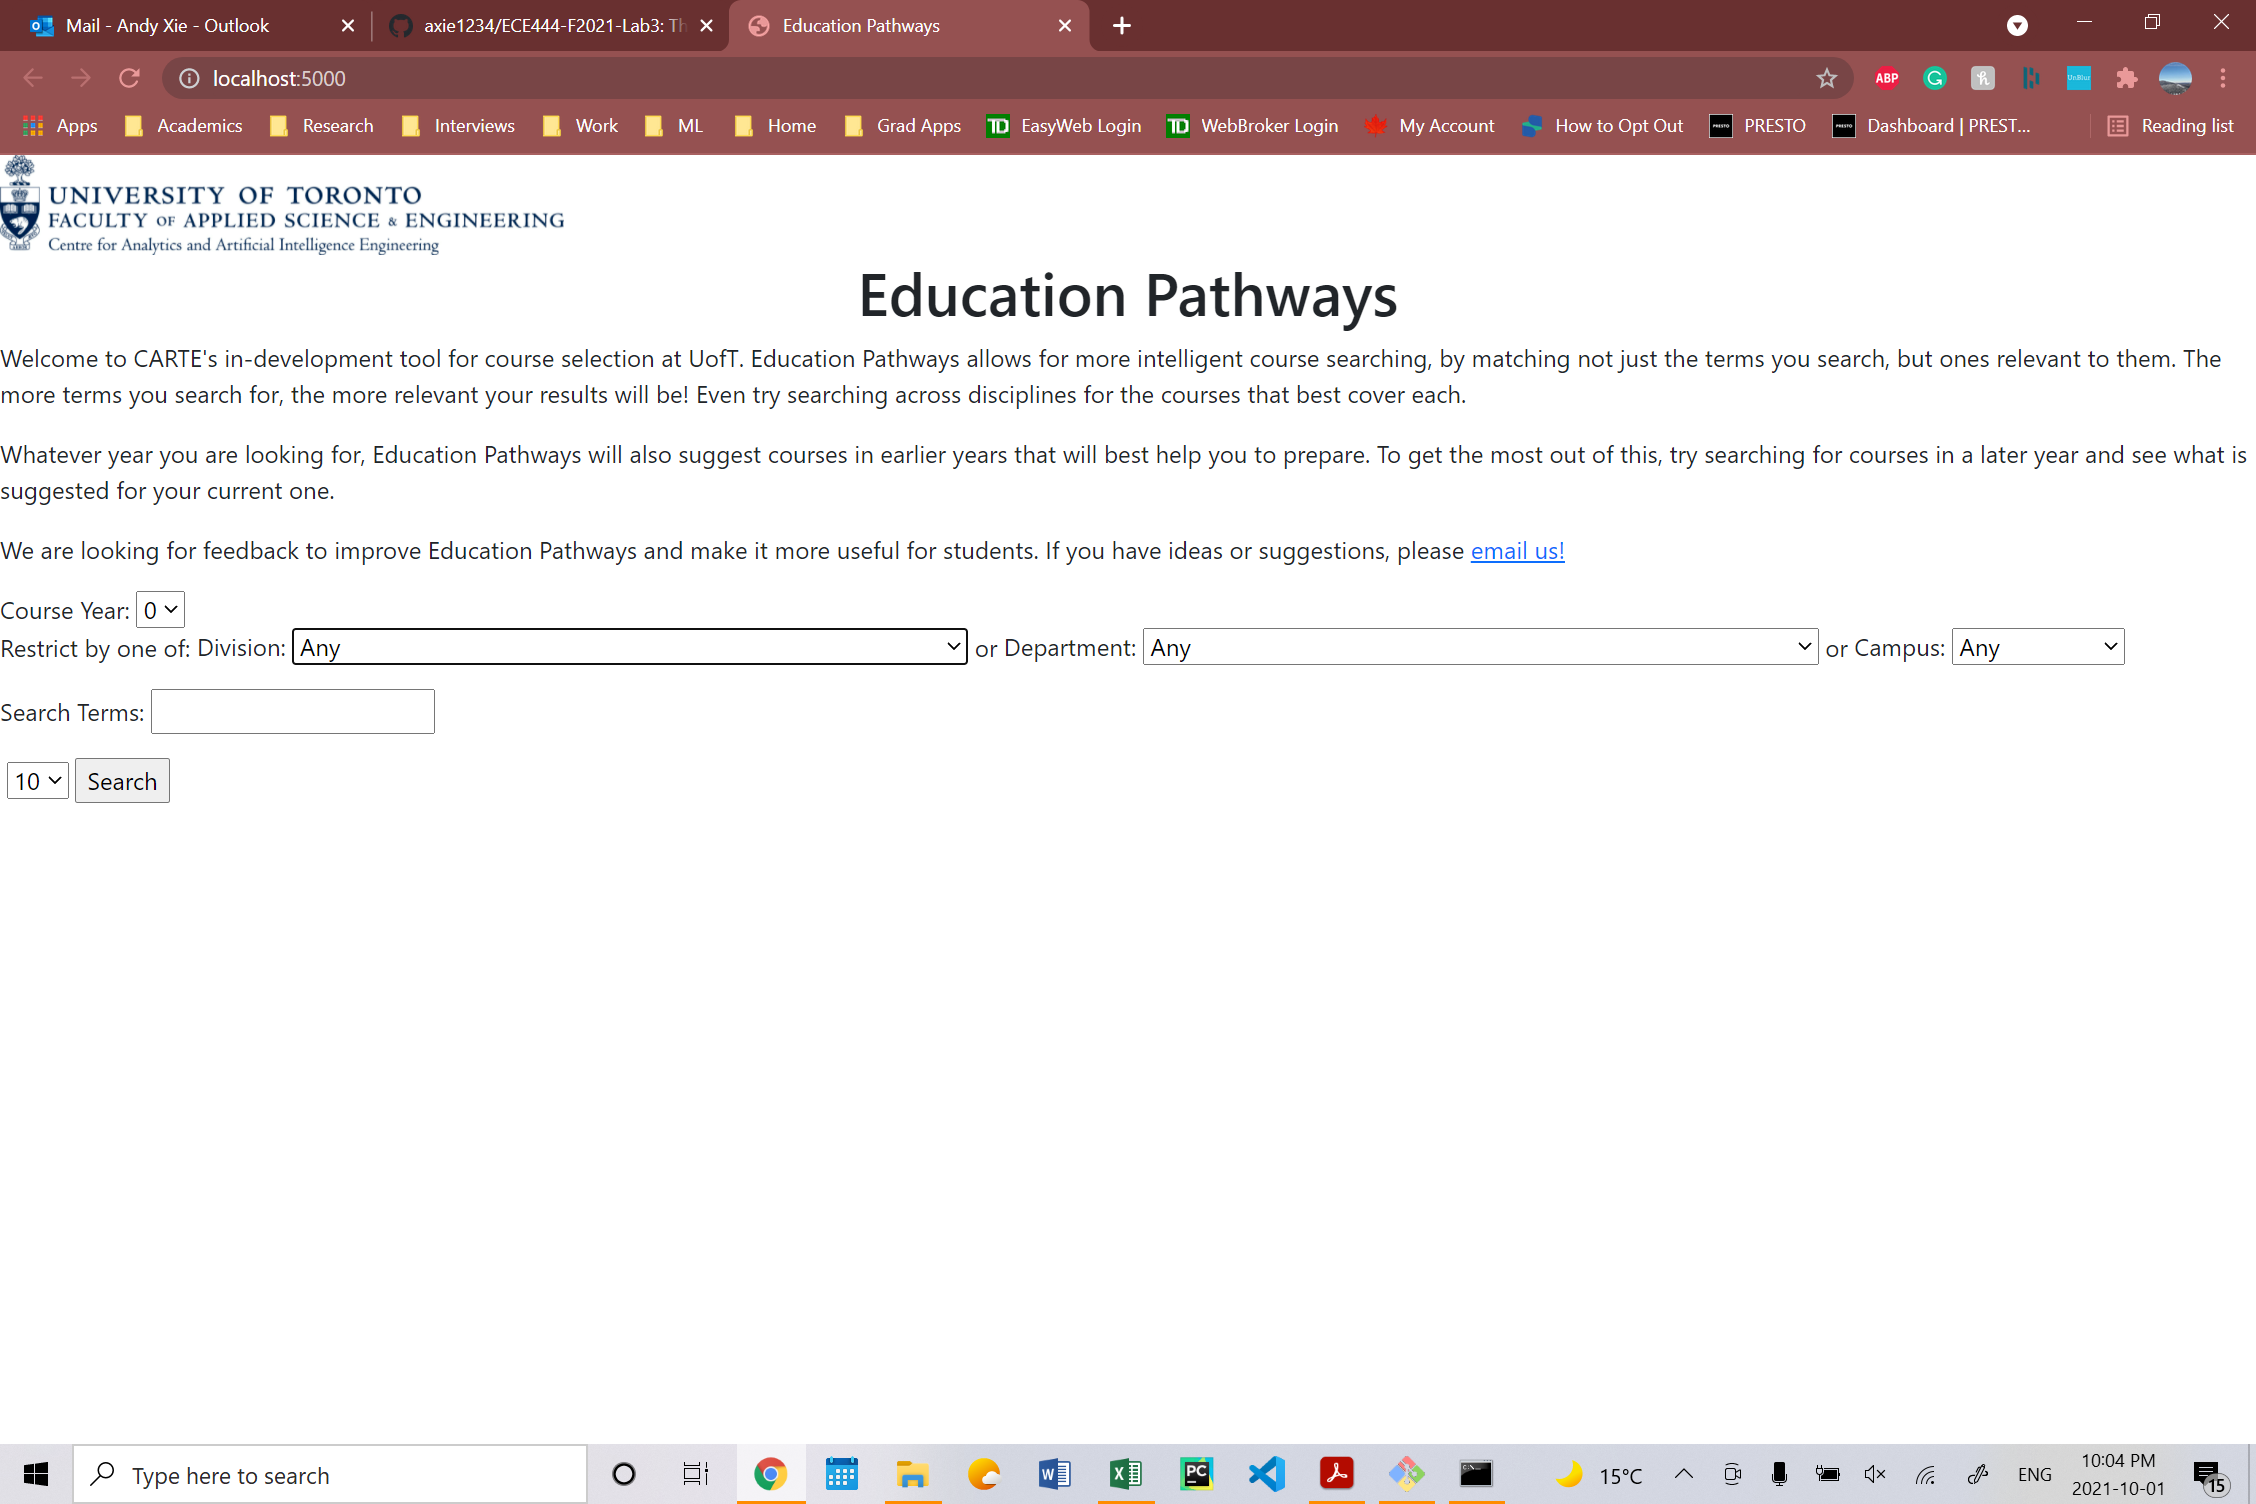 Mail - Andy Xie - Outlook
axie1234/ECE444-F2021-Lab3: Th
Education Pathways
localhost:5000
ABP
UnBlur
Apps
Academics
Research
Interviews
Work
ML
Home
Grad Apps
TD EasyWeb Login
TD WebBroker Login
My Account
How to Opt Out
PRESTO PRESTO
PRESTO Dashboard | PREST...
Reading list
UNIVERSITY OF TORONTO
FACULTY OF APPLIED SCIENCE & ENGINEERING
Centre for Analytics and Artificial Intelligence Engineering
Education Pathways
Welcome to CARTE's in-development tool for course selection at UofT. Education Pathways allows for more intelligent course searching, by matching not just the terms you search, but ones relevant to them. The
more terms you search for, the more relevant your results will be! Even try searching across disciplines for the courses that best cover each.
Whatever year you are looking for, Education Pathways will also suggest courses in earlier years that will best help you to prepare. To get the most out of this, try searching for courses in a later year and see what is
suggested for your current one.
We are looking for feedback to improve Education Pathways and make it more useful for students. If you have ideas or suggestions, please email us!
Course Year: 0
Restrict by one of: Division: Any or Department: Any or Campus: Any
Search Terms:
10 Search
Type here to search
15°C
ENG
10:04 PM
2021-10-01
15